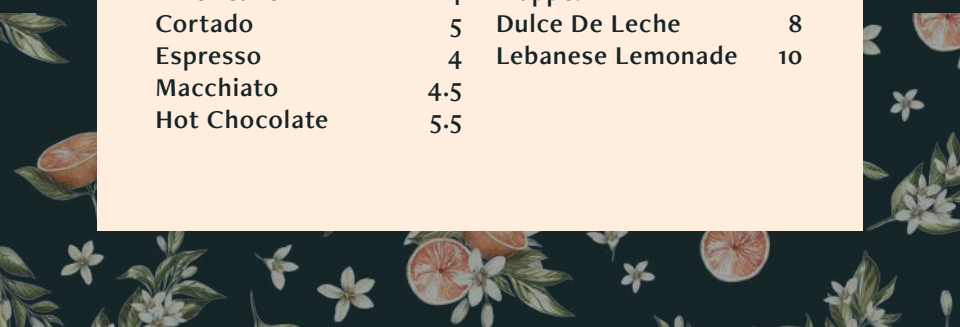 Cortado 5
Espresso 4
Macchiato 4.5
Hot Chocolate 5.5
Dulce De Leche 8
Lebanese Lemonade 10